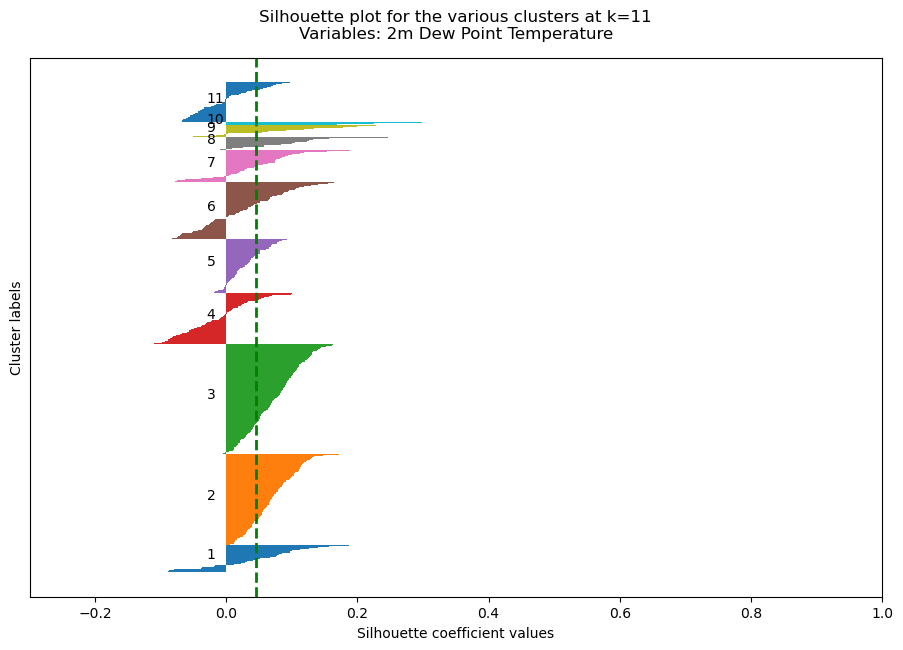 Silhouette plot for the various clusters at k=11
Variables: 2m Dew Point Temperature
Cluster labels
11
10
9
8
7
6
5
4
3
2
1
−0.2 0.0 0.2 0.4 0.6 0.8 1.0
Silhouette coefficient values